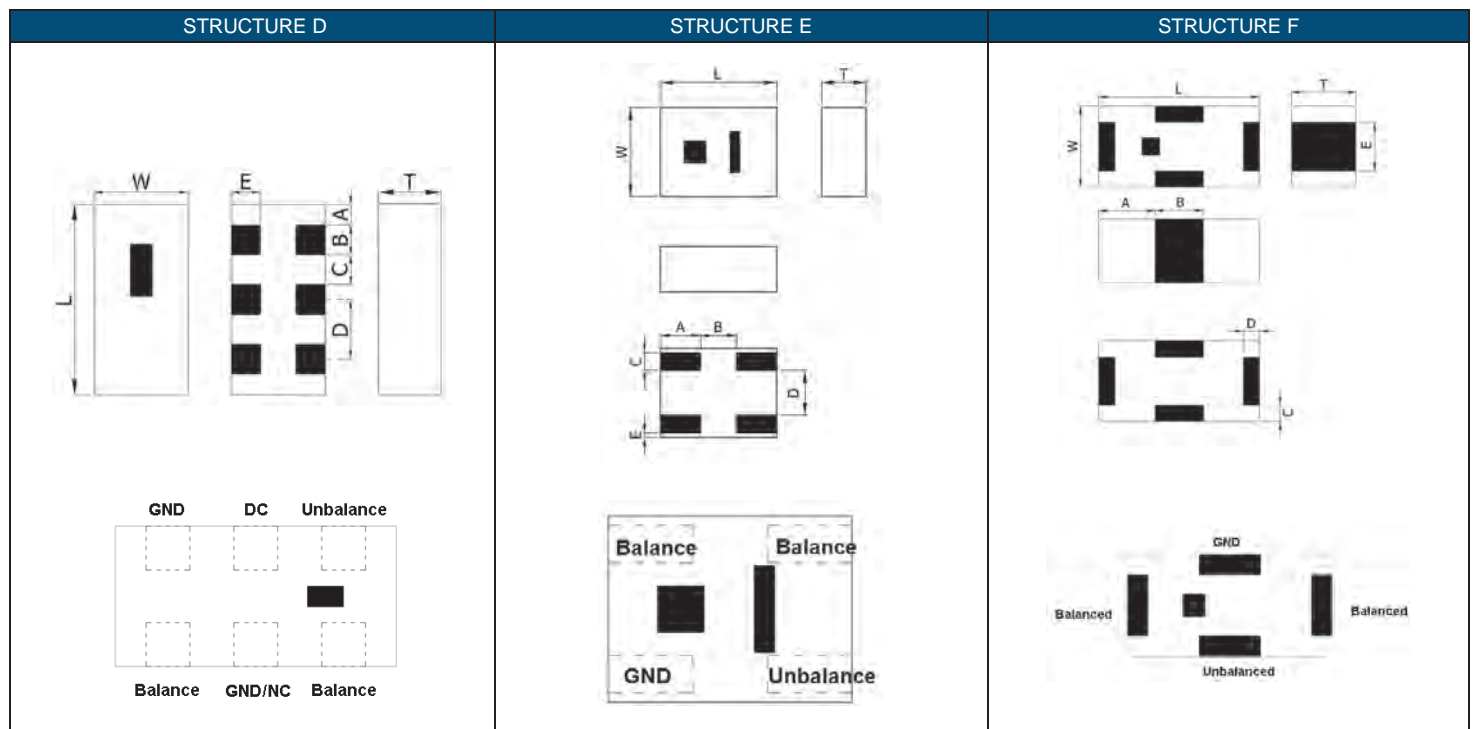 STRUCTURE D
STRUCTURE E
STRUCTURE F
W
E
T
L
A
B
C
D
GND DC Unbalance
Balance GND/NC Balance
L
T
W
A
B
C
D
E
Balance Balance
GND Unbalance
L
T
W
E
A
B
D
C
GND
Balanced Balanced
Unbalanced